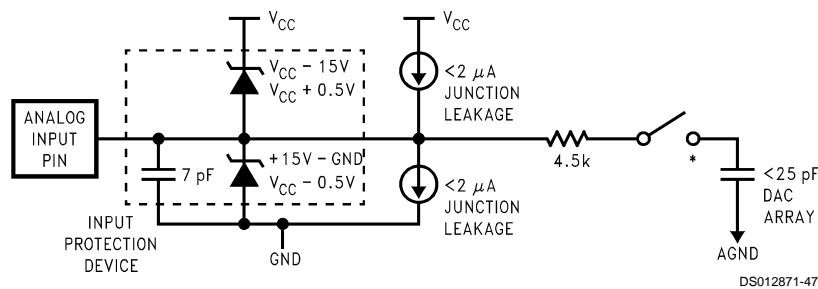 V_CC
V_CC
V_CC − 15V
V_CC + 0.5V
<2 μA
JUNCTION
LEAKAGE
ANALOG
INPUT
PIN
7 pF
+15V − GND
V_CC − 0.5V
4.5k
*
<2 μA
JUNCTION
LEAKAGE
<25 pF
DAC
ARRAY
INPUT
PROTECTION
DEVICE
GND
AGND
DS012871-47